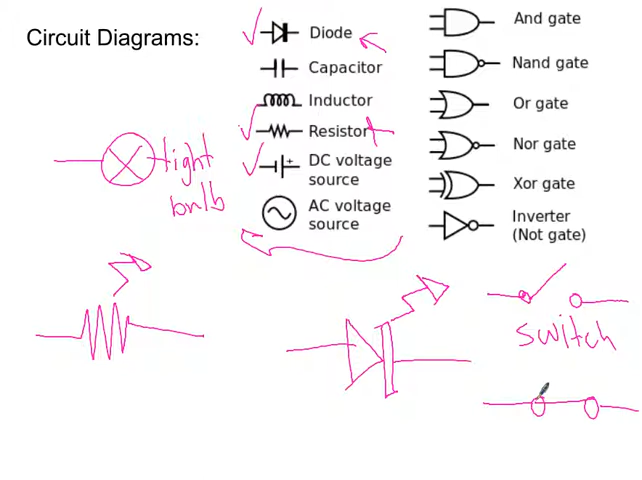 Circuit Diagrams:
Diode
Capacitor
Inductor
Resistor
DC voltage
source
AC voltage
source
And gate
Nand gate
Or gate
Nor gate
Xor gate
Inverter
(Not gate)
light
bulb
switch